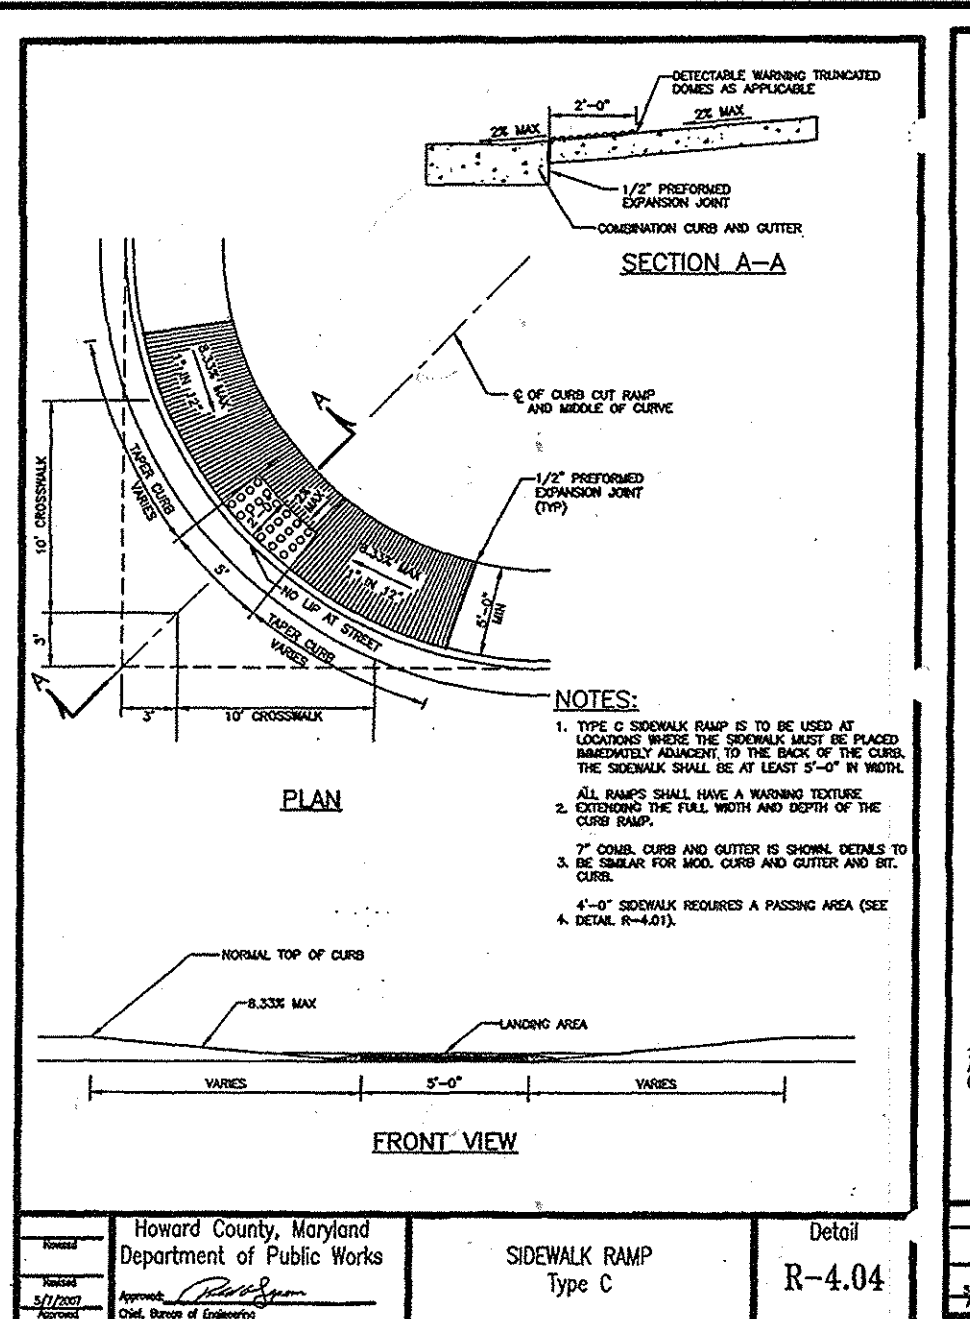 DETECTABLE WARNING TRUNCATED
DOMES AS APPLICABLE
2'-0"
2% MAX
2% MAX
1/2" PREFORMED
EXPANSION JOINT
COMBINATION CURB AND GUTTER
SECTION A-A
8.33% MAX
1" IN 12"
A
℄ OF CURB CUT RAMP
AND MIDDLE OF CURVE
10' CROSSWALK
TAPER CURB
VARIES
1/2" PREFORMED
EXPANSION JOINT
(TYP)
2%
MAX
8.33% MAX
1" IN 12"
5'
NO LIP AT STREET
5'-0"
MIN
TAPER CURB
VARIES
3'
A
3'
10' CROSSWALK
PLAN
NOTES:
1. TYPE C SIDEWALK RAMP IS TO BE USED AT
LOCATIONS WHERE THE SIDEWALK MUST BE PLACED
IMMEDIATELY ADJACENT TO THE BACK OF THE CURB.
THE SIDEWALK SHALL BE AT LEAST 5'-0" IN WIDTH.
ALL RAMPS SHALL HAVE A WARNING TEXTURE
2. EXTENDING THE FULL WIDTH AND DEPTH OF THE
CURB RAMP.
7" COMB. CURB AND GUTTER IS SHOWN. DETAILS TO
3. BE SIMILAR FOR MOD. CURB AND GUTTER AND BIT.
CURB.
4'-0" SIDEWALK REQUIRES A PASSING AREA (SEE
4. DETAIL R-4.01).
NORMAL TOP OF CURB
8.33% MAX
LANDING AREA
VARIES
5'-0"
VARIES
FRONT VIEW
Revised
Revised
5/7/2007
Approved
Howard County, Maryland
Department of Public Works
Approved:
Chief, Bureau of Engineering
SIDEWALK RAMP
Type C
Detail
R-4.04